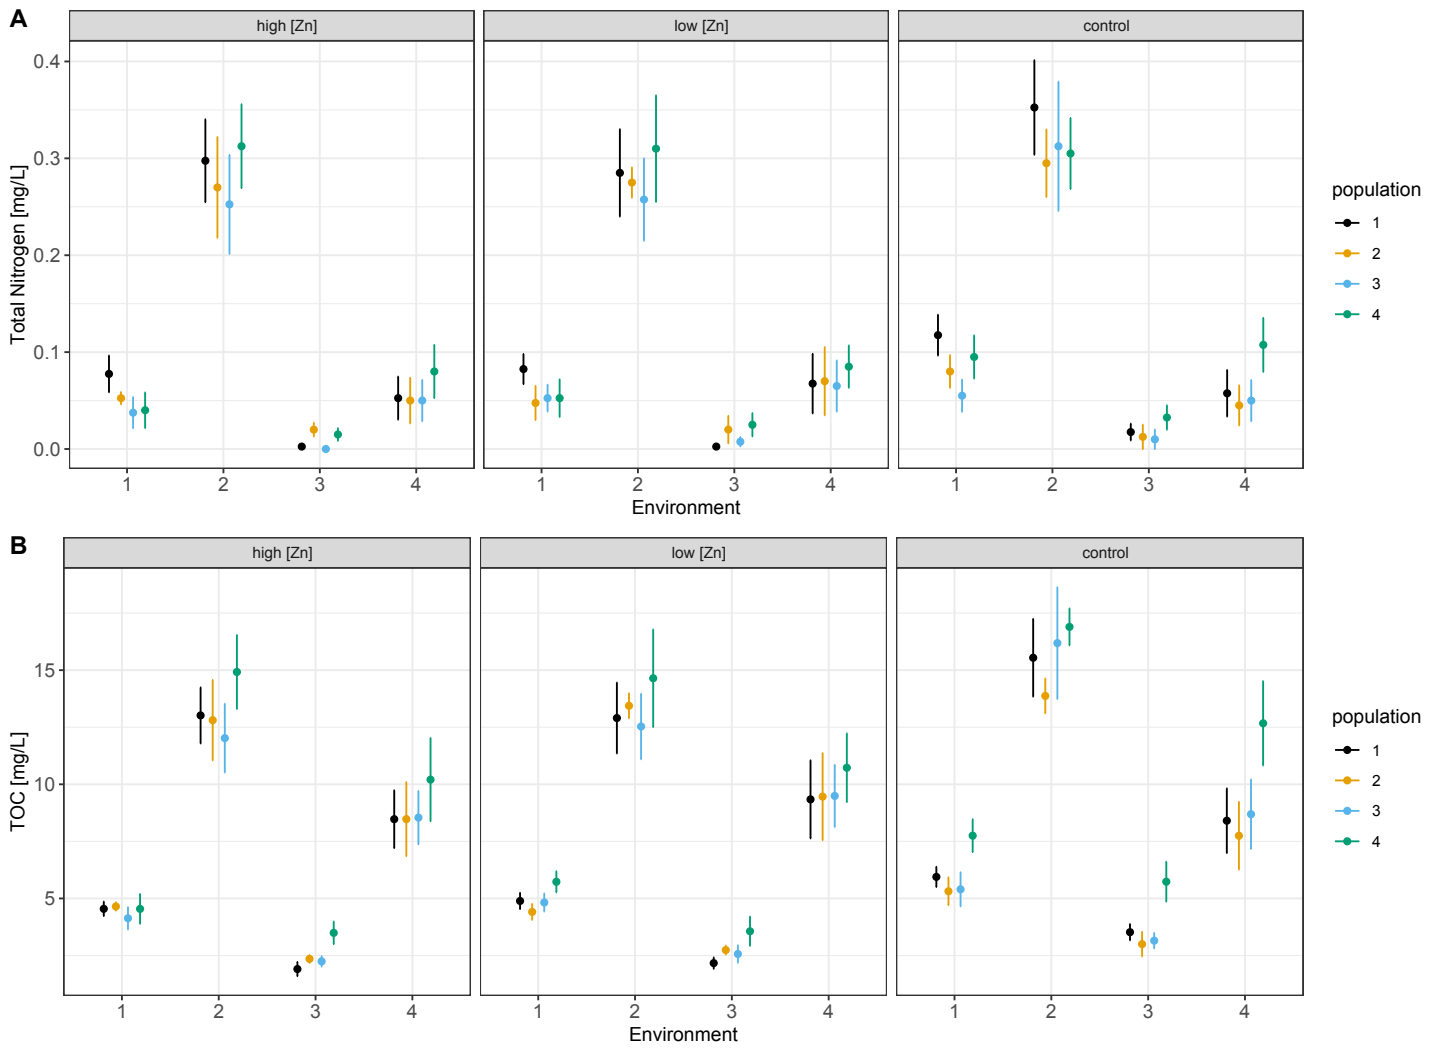 A
high [Zn]
low [Zn]
control
Total Nitrogen [mg/L]
0.4
0.3
0.2
0.1
0.0
1 2 3 4
1 2 3 4
1 2 3 4
Environment
population
1
2
3
4
B
high [Zn]
low [Zn]
control
TOC [mg/L]
15
10
5
1 2 3 4
1 2 3 4
1 2 3 4
Environment
population
1
2
3
4